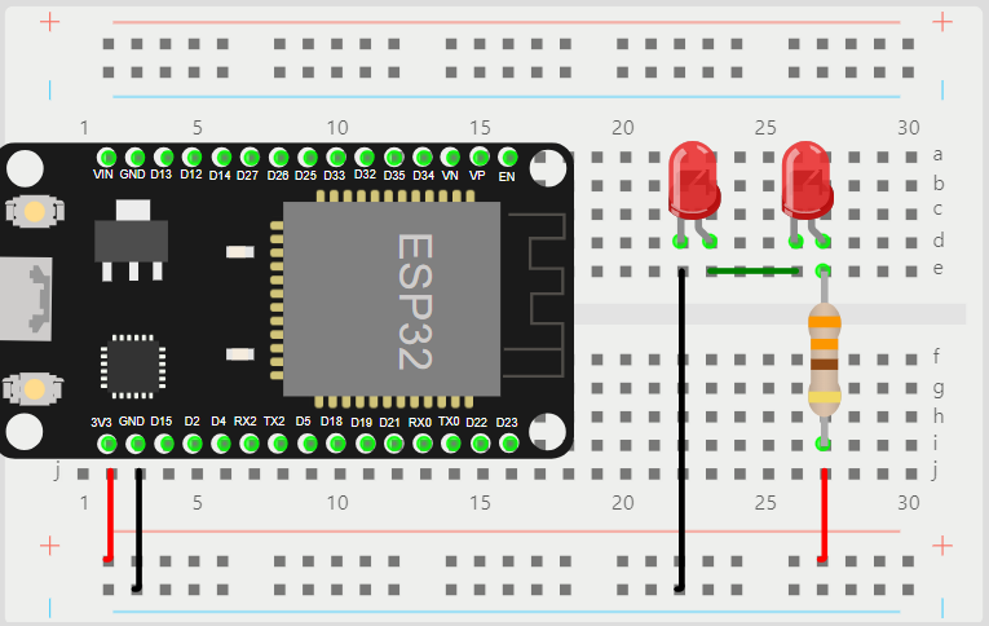 + +
1 5 10 15 20 25 30
VIN GND D13 D12 D14 D27 D26 D25 D33 D32 D35 D34 VN VP EN
a
b
c
d
e
ESP32
f
g
h
i
3V3 GND D15 D2 D4 RX2 TX2 D5 D18 D19 D21 RX0 TX0 D22 D23
j j
1 5 10 15 20 25 30
+ +